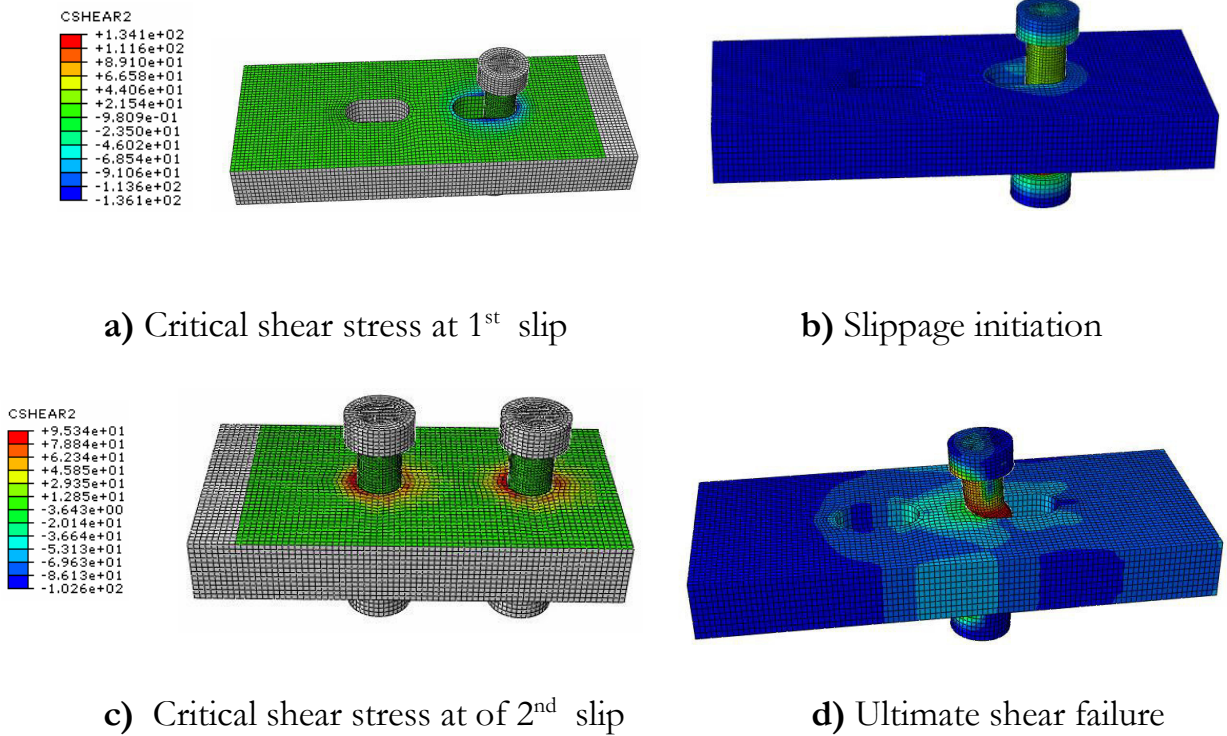 CSHEAR2
+1.341e+02
+1.116e+02
+8.910e+01
+6.658e+01
+4.406e+01
+2.154e+01
-9.809e-01
-2.350e+01
-4.602e+01
-6.854e+01
-9.106e+01
-1.136e+02
-1.361e+02
a) Critical shear stress at 1st slip
b) Slippage initiation
CSHEAR2
+9.534e+01
+7.884e+01
+6.234e+01
+4.585e+01
+2.935e+01
+1.285e+01
-3.643e+00
-2.014e+01
-3.664e+01
-5.313e+01
-6.963e+01
-8.613e+01
-1.026e+02
c) Critical shear stress at of 2nd slip
d) Ultimate shear failure